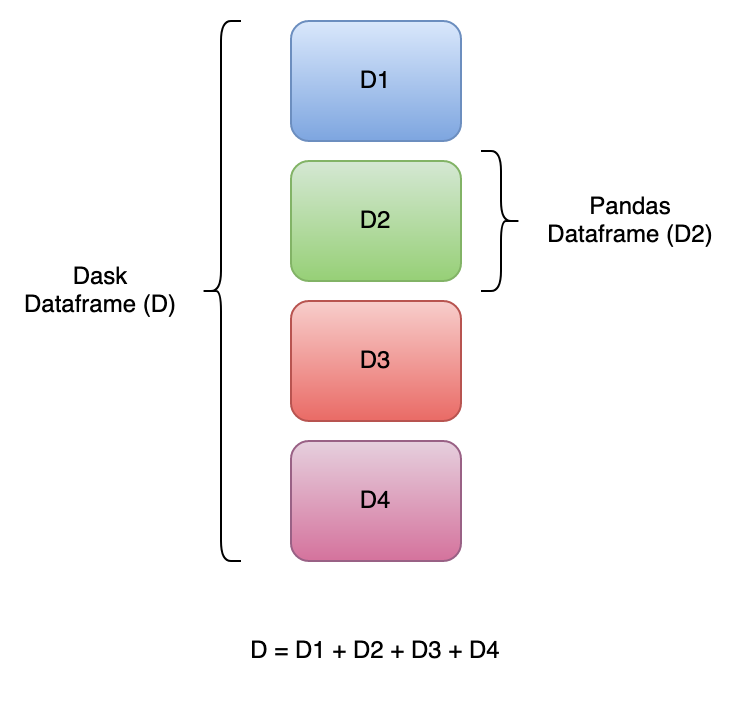 D1
D2
Pandas
Dataframe (D2)
Dask
Dataframe (D)
D3
D4
D = D1 + D2 + D3 + D4